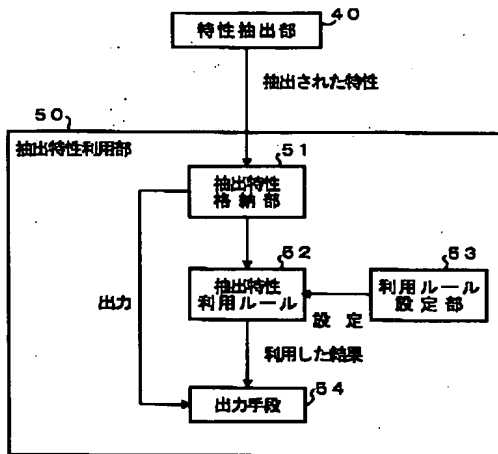 40
特性抽出部
抽出された特性
50
抽出特性利用部
51
抽出特性
格納部
52
抽出特性
利用ルール
53
利用ルール
設定部
出力
設定
利用した結果
54
出力手段